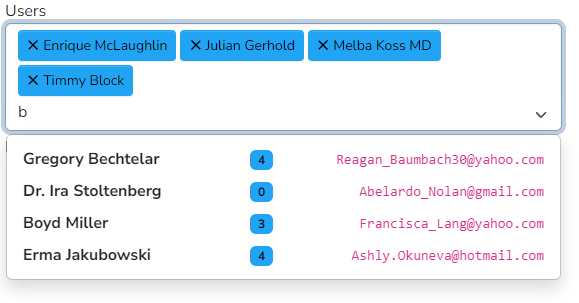 Users
× Enrique McLaughlin × Julian Gerhold × Melba Koss MD
× Timmy Block
b
Gregory Bechtelar 4 Reagan_Baumbach30@yahoo.com
Dr. Ira Stoltenberg 0 Abelardo_Nolan@gmail.com
Boyd Miller 3 Francisca_Lang@yahoo.com
Erma Jakubowski 4 Ashly.Okuneva@hotmail.com